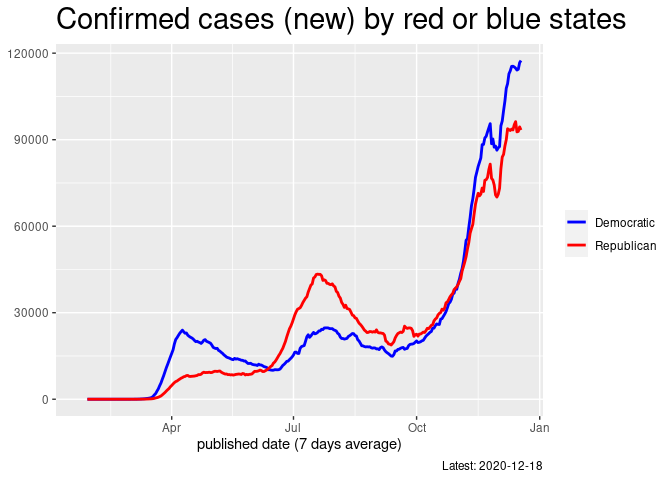 Confirmed cases (new) by red or blue states
120000
90000
60000
30000
0
Democratic
Republican
Apr
Jul
Oct
Jan
published date (7 days average)
Latest: 2020-12-18